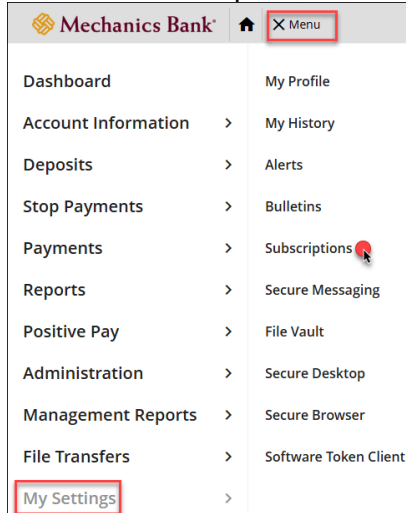 Mechanics Bank
Menu
Dashboard
Account Information
Deposits
Stop Payments
Payments
Reports
Positive Pay
Administration
Management Reports
File Transfers
My Settings
My Profile
My History
Alerts
Bulletins
Subscriptions
Secure Messaging
File Vault
Secure Desktop
Secure Browser
Software Token Client